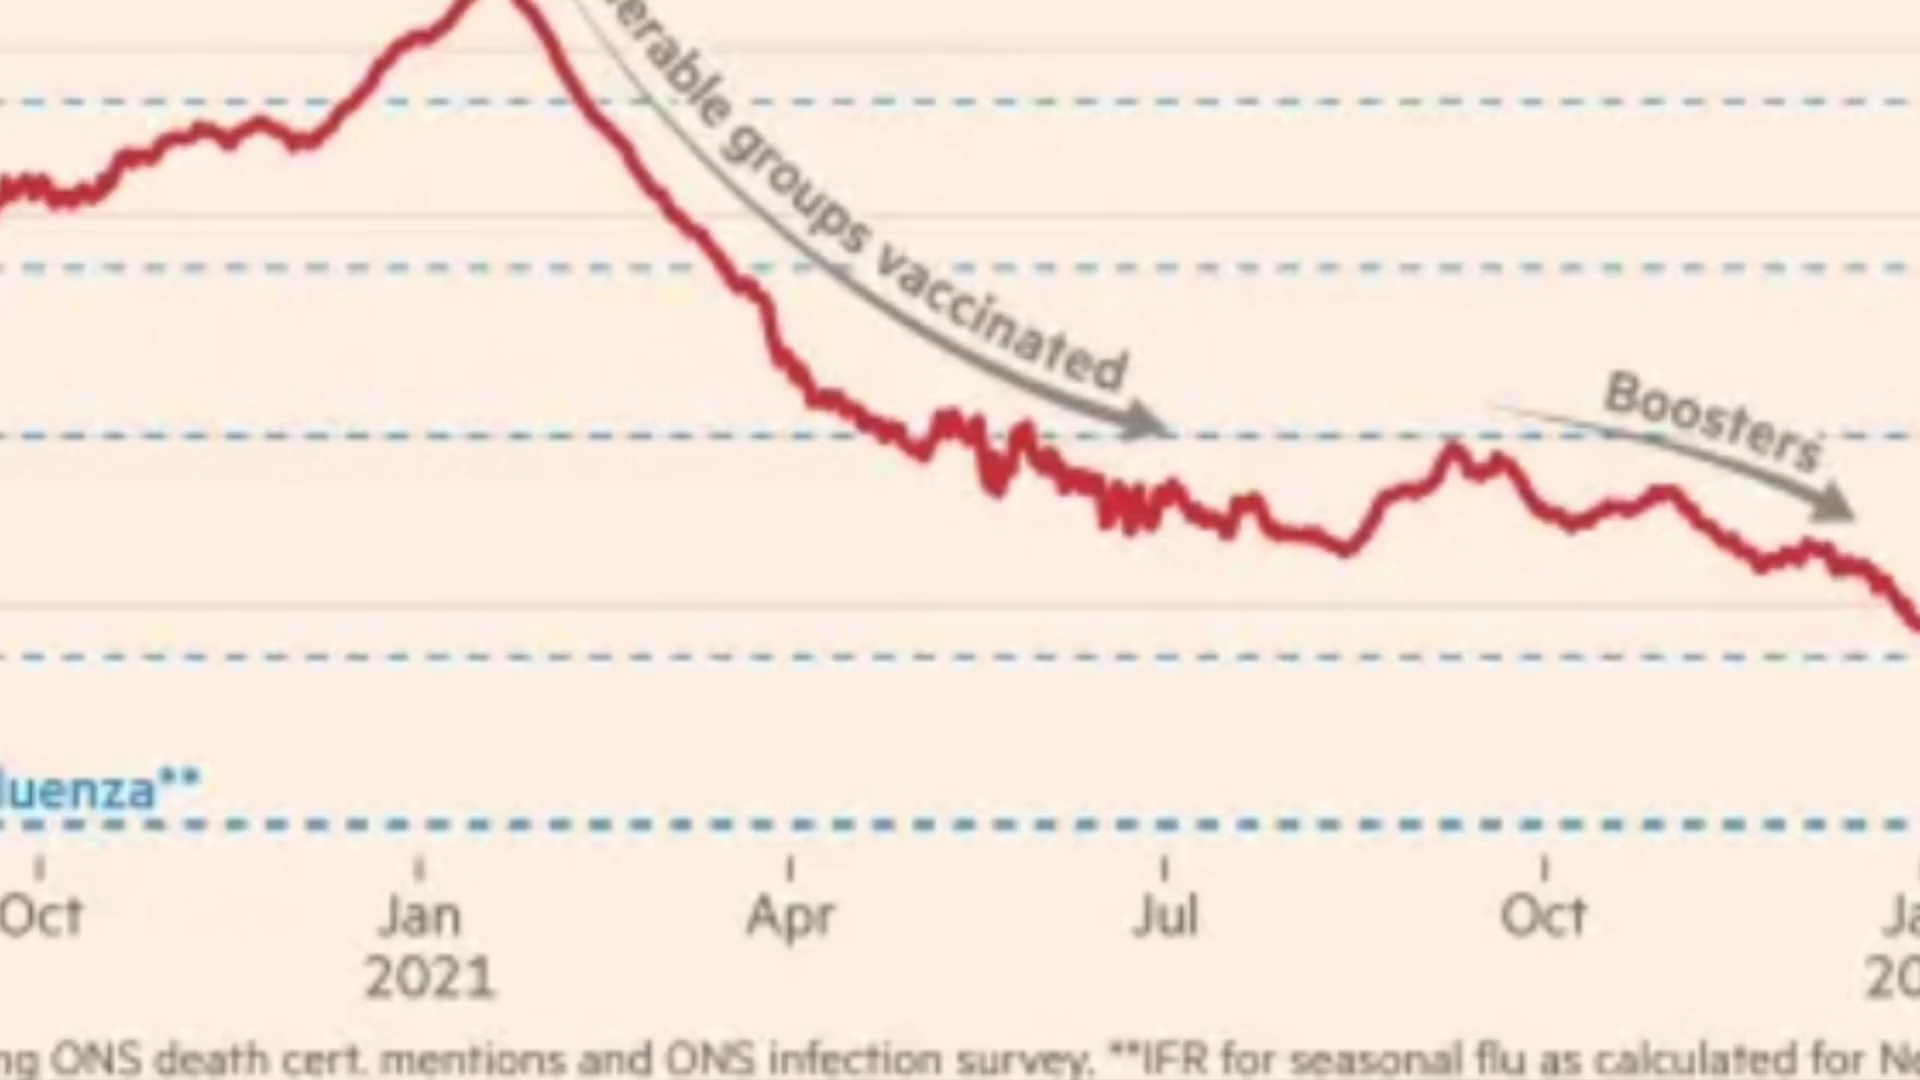 erable groups vaccinated
Boosters
luenza**
Oct Jan Apr Jul Oct Ja
2021 20
ng ONS death cert. mentions and ONS infection survey. **IFR for seasonal flu as calculated for Ne